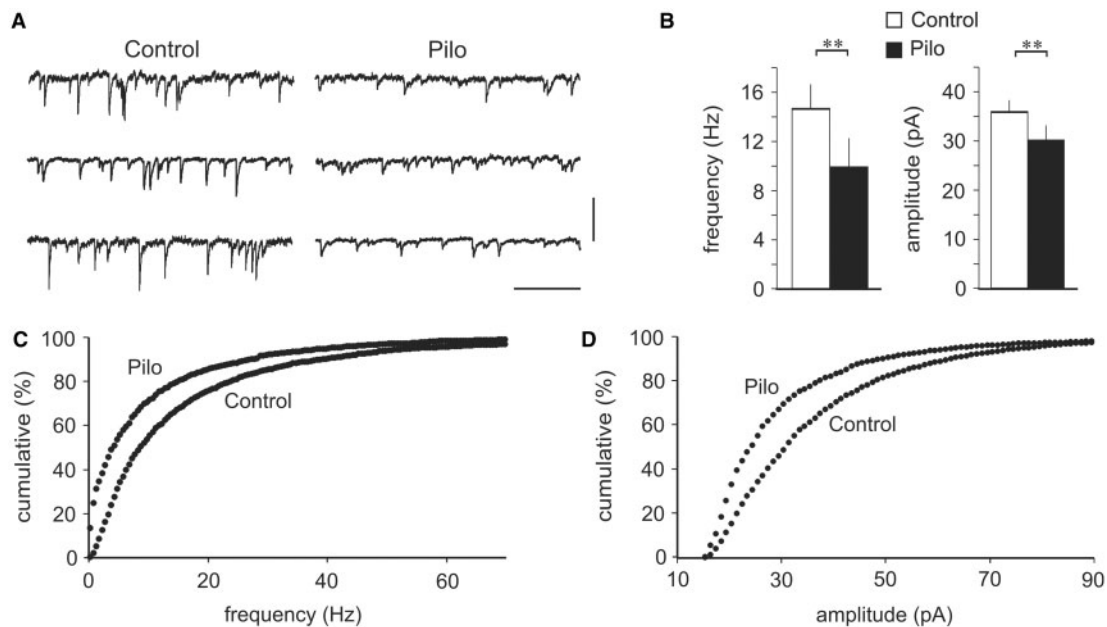 A
Control
Pilo
B
Control
Pilo
**
**
frequency (Hz)
16
12
8
4
0
amplitude (pA)
40
30
20
10
0
C
cumulative (%)
100
80
60
40
20
0
Pilo
Control
0 20 40 60
frequency (Hz)
D
cumulative (%)
100
80
60
40
20
0
Pilo
Control
10 30 50 70 90
amplitude (pA)